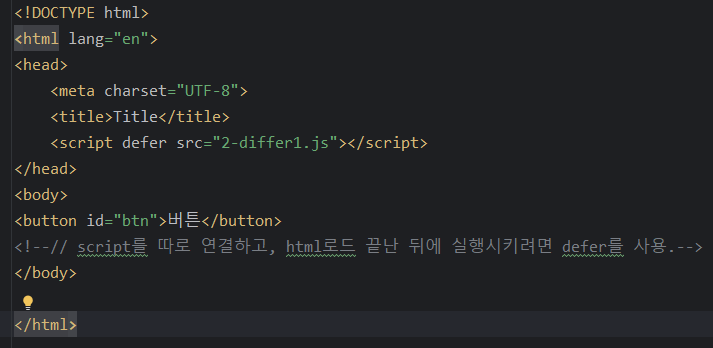 <!DOCTYPE html>
<html lang="en">
<head>
    <meta charset="UTF-8">
    <title>Title</title>
    <script defer src="2-differ1.js"></script>
</head>
<body>
<button id="btn">버튼</button>
<!--// script를 따로 연결하고, html로드 끝난 뒤에 실행시키려면 defer를 사용.-->
</body>
</html>